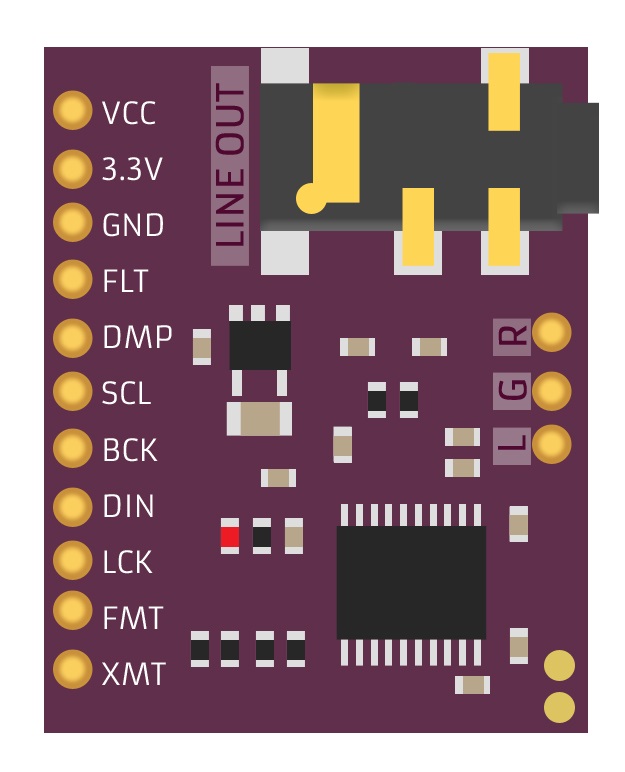 VCC
3.3V
GND
FLT
DMP
SCL
BCK
DIN
LCK
FMT
XMT
LINE OUT
R
G
L